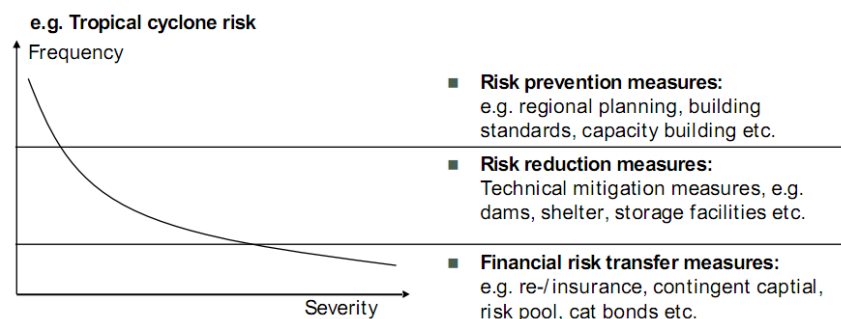 e.g. Tropical cyclone risk
Frequency
■ Risk prevention measures:
e.g. regional planning, building
standards, capacity building etc.
■ Risk reduction measures:
Technical mitigation measures, e.g.
dams, shelter, storage facilities etc.
■ Financial risk transfer measures:
e.g. re-/insurance, contingent captial,
risk pool, cat bonds etc.
Severity